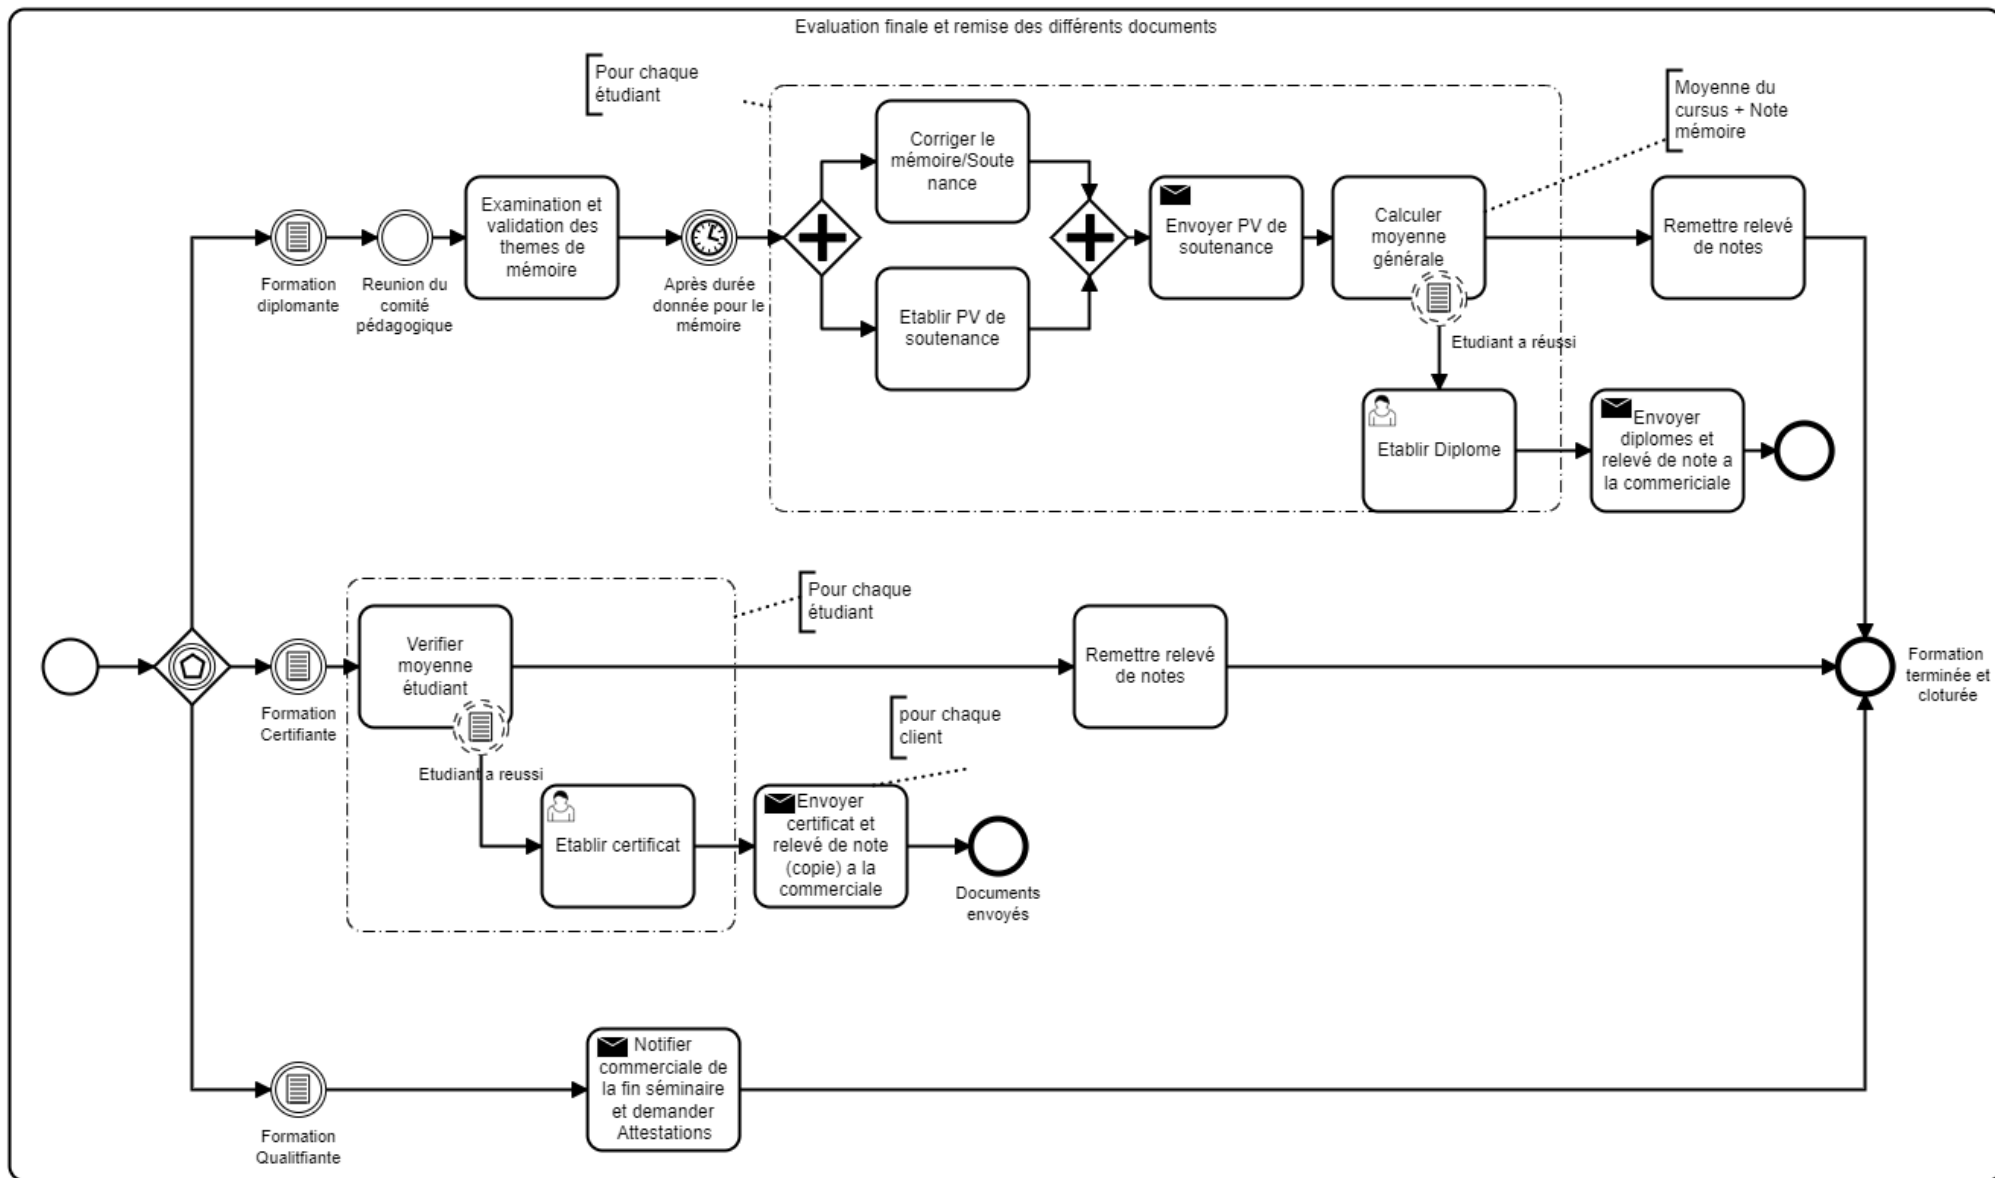 Evaluation finale et remise des différents documents
Pour chaque
étudiant
Moyenne du
cursus + Note
mémoire
Corriger le
mémoire/Soute
nance
Examination et
validation des
themes de
mémoire
Envoyer PV de
soutenance
Calculer
moyenne
générale
Remettre relevé
de notes
Formation
diplomante
Reunion du
comité
pédagogique
Après durée
donnée pour le
mémoire
Etablir PV de
soutenance
Etudiant a réussi
Etablir Diplome
Envoyer
diplomes et
relevé de note a
la commericiale
Pour chaque
étudiant
Verifier
moyenne
étudiant
Remettre relevé
de notes
Formation
terminée et
cloturée
Formation
Certifiante
pour chaque
client
Etudiant a reussi
Etablir certificat
Envoyer
certificat et
relevé de note
(copie) a la
commerciale
Documents
envoyés
Notifier
commerciale de
la fin séminaire
et demander
Attestations
Formation
Qualitfiante